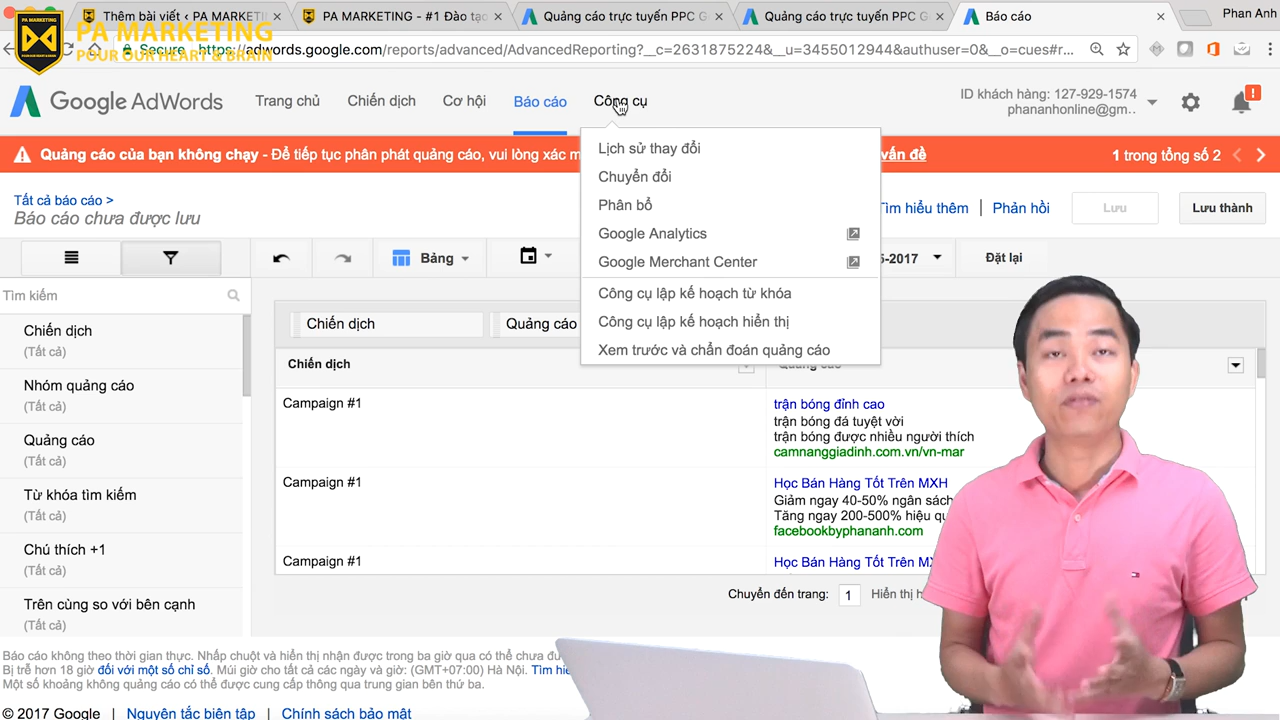 Thêm bài viết ‹ PA MARKETI
PA MARKETING - #1 Đào tạ
Quảng cáo trực tuyến PPC G
Quảng cáo trực tuyến PPC G
Báo cáo
Phan Anh
PA MARKETING
POUR OUR HEART & BRAIN
Secure
https://adwords.google.com/reports/advanced/AdvancedReporting?__c=2631875224&__u=3455012944&authuser=0&__o=cues#r...
Google AdWords
Trang chủ
Chiến dịch
Cơ hội
Báo cáo
Công cụ
ID khách hàng: 127-929-1574
phananhonline@gm..
Quảng cáo của bạn không chạy - Để tiếp tục phân phát quảng cáo, vui lòng xác m
vấn đề
1 trong tổng số 2
Lịch sử thay đổi
Chuyển đổi
Phân bổ
Google Analytics
Google Merchant Center
Công cụ lập kế hoạch từ khóa
Công cụ lập kế hoạch hiển thị
Xem trước và chẩn đoán quảng cáo
Tất cả báo cáo >
Báo cáo chưa được lưu
Tìm hiểu thêm | Phản hồi
Lưu
Lưu thành
Bảng
5-2017
Đặt lại
Tìm kiếm
Chiến dịch
(Tất cả)
Nhóm quảng cáo
(Tất cả)
Quảng cáo
(Tất cả)
Từ khóa tìm kiếm
(Tất cả)
Chú thích +1
(Tất cả)
Trên cùng so với bên cạnh
(Tất cả)
Chiến dịch
Quảng cáo
Chiến dịch
Quảng cáo
Campaign #1
trận bóng đỉnh cao
trận bóng đá tuyệt vời
trận bóng được nhiều người thích
camnanggiadinh.com.vn/vn-mar
Campaign #1
Học Bán Hàng Tốt Trên MXH
Giảm ngay 40-50% ngân sách
Tăng ngay 200-500% hiệu qu
facebookbyphananh.com
Campaign #1
Học Bán Hàng Tốt Trên MX
Chuyển đến trang: 1 Hiển thị h
Báo cáo không theo thời gian thực. Nhấp chuột và hiển thị nhận được trong ba giờ qua có thể chưa đư
Bị trễ hơn 18 giờ đối với một số chỉ số. Múi giờ cho tất cả các ngày và giờ: (GMT+07:00) Hà Nội. Tìm hiể
Một số khoảng không quảng cáo có thể được cung cấp thông qua trung gian bên thứ ba.
© 2017 Google | Nguyên tắc biên tập | Chính sách bảo mật